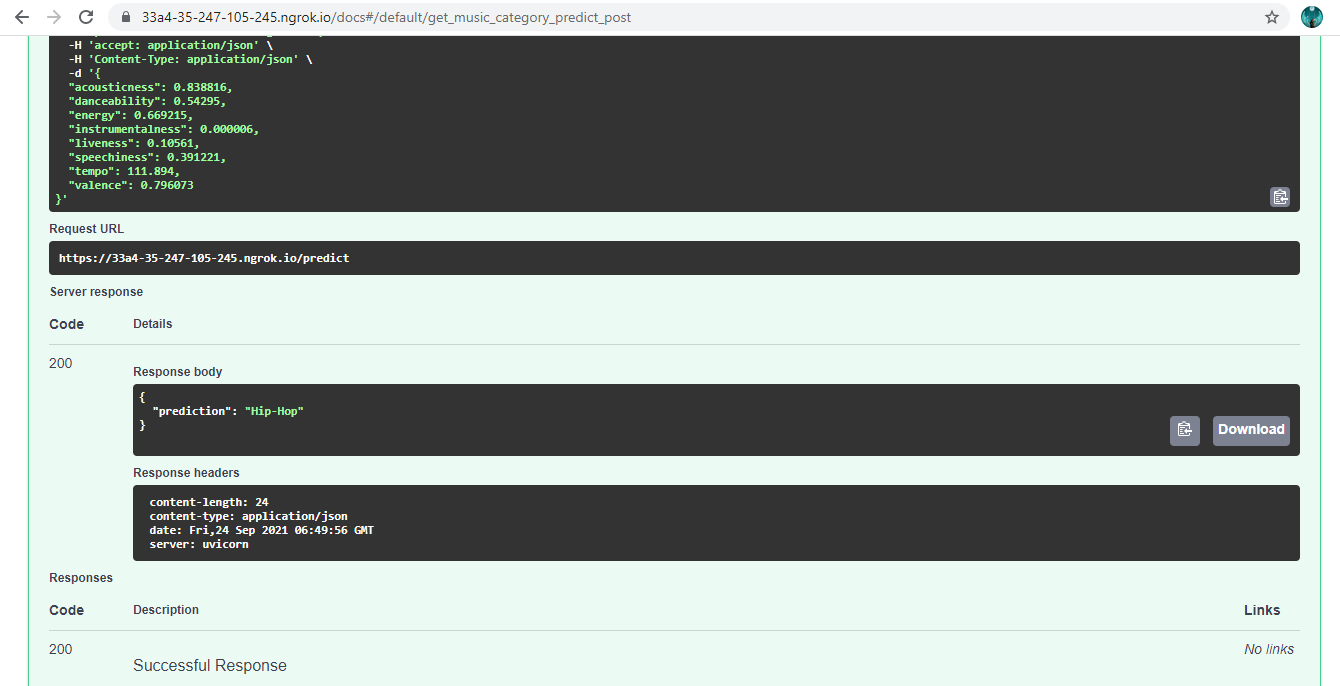 33a4-35-247-105-245.ngrok.io/docs#/default/get_music_category_predict_post
-H 'accept: application/json' \
-H 'Content-Type: application/json' \
-d '{
"acousticness": 0.838816,
"danceability": 0.54295,
"energy": 0.669215,
"instrumentalness": 0.000006,
"liveness": 0.10561,
"speechiness": 0.391221,
"tempo": 111.894,
"valence": 0.796073
}'
Request URL
https://33a4-35-247-105-245.ngrok.io/predict
Server response
Code Details
200
Response body
{
"prediction": "Hip-Hop"
}
Download
Response headers
content-length: 24
content-type: application/json
date: Fri,24 Sep 2021 06:49:56 GMT
server: uvicorn
Responses
Code Description Links
200 No links
Successful Response